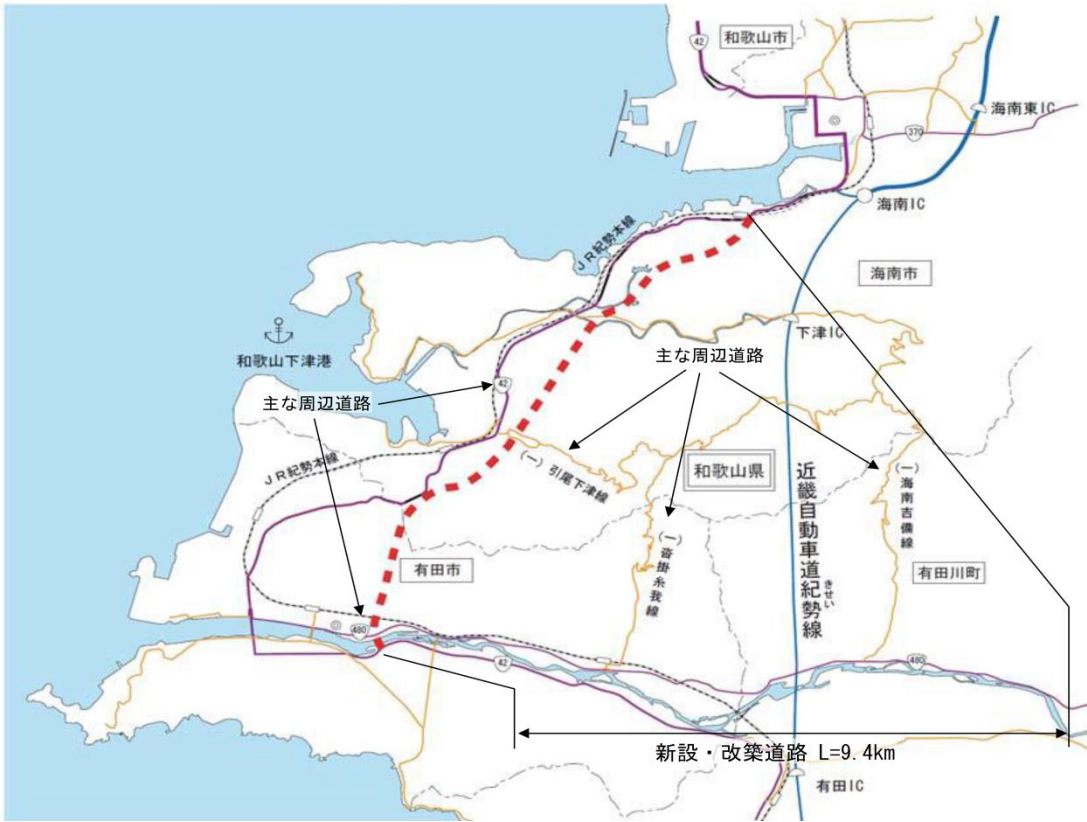 和歌山市
42
海南東IC
370
海南IC
JR紀勢本線
海南市
下津IC
和歌山下津港
主な周辺道路
主な周辺道路
42
JR紀勢本線
(一)引尾下津線
和歌山県
近畿自動車道紀勢線
きせい
(一)海南吉備線
(一)沓掛糸我線
有田市
有田川町
480
42
480
新設・改築道路 L=9.4km
有田IC